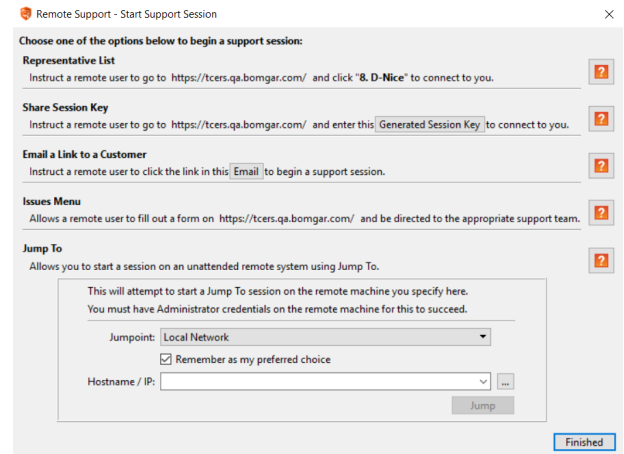 Remote Support - Start Support Session
Choose one of the options below to begin a support session:
Representative List
Instruct a remote user to go to https://tcers.qa.bomgar.com/ and click "8. D-Nice" to connect to you.
?
Share Session Key
Instruct a remote user to go to https://tcers.qa.bomgar.com/ and enter this Generated Session Key to connect to you.
?
Email a Link to a Customer
Instruct a remote user to click the link in this Email to begin a support session.
?
Issues Menu
Allows a remote user to fill out a form on https://tcers.qa.bomgar.com/ and be directed to the appropriate support team.
?
Jump To
Allows you to start a session on an unattended remote system using Jump To.
?
This will attempt to start a Jump To session on the remote machine you specify here.
You must have Administrator credentials on the remote machine for this to succeed.
Jumpoint: Local Network
Remember as my preferred choice
Hostname / IP: ...
Jump
Finished